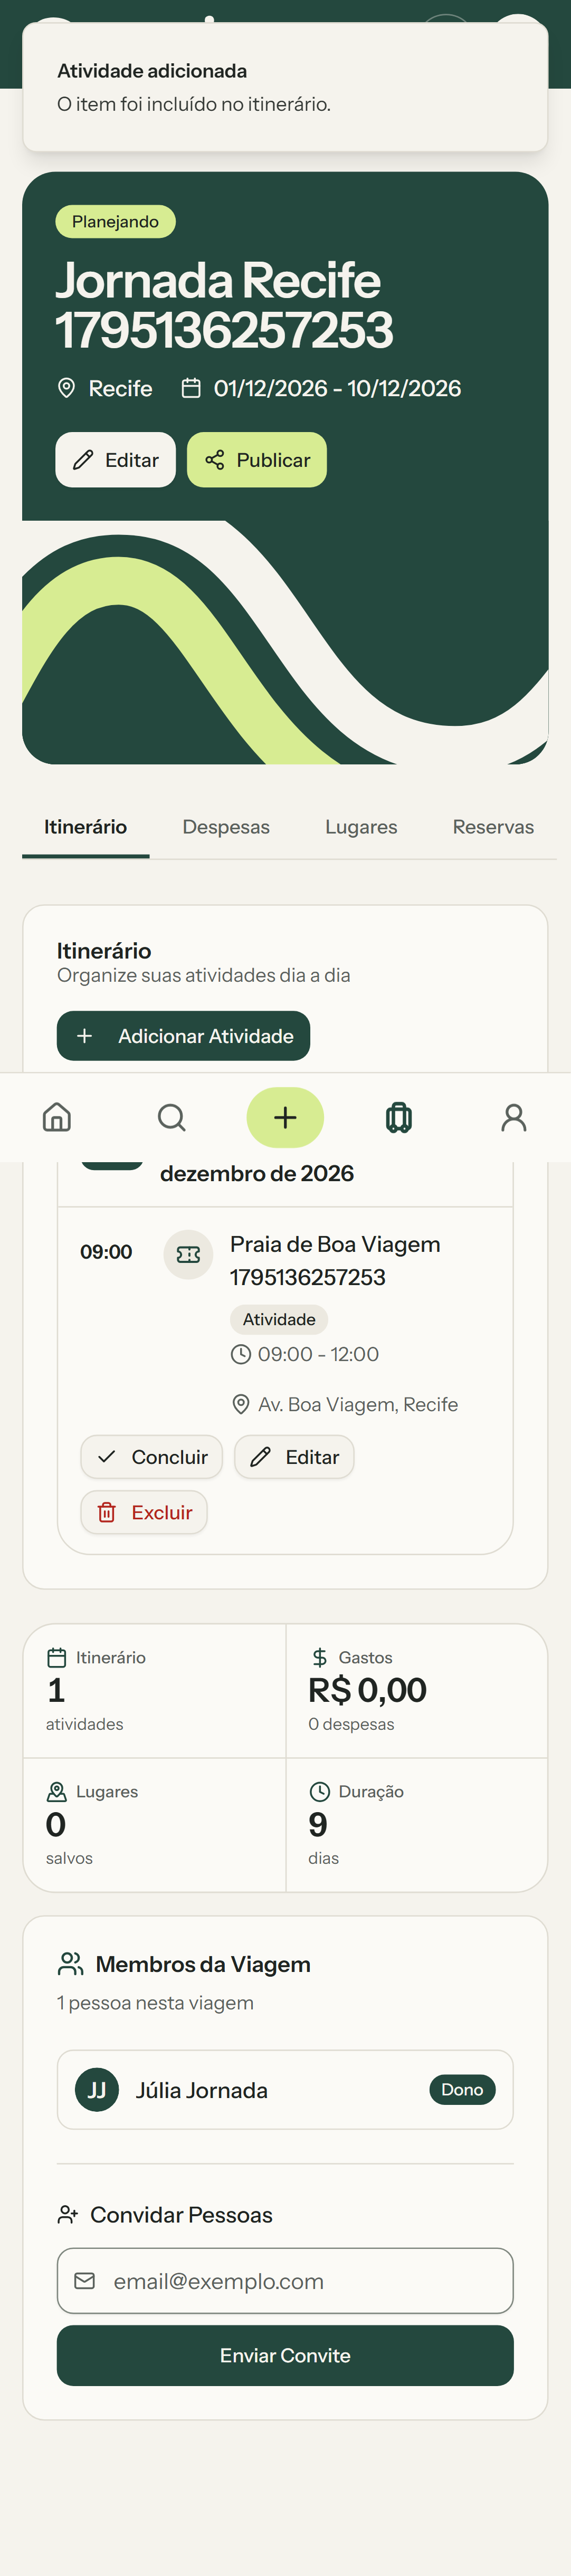 Atividade adicionada
O item foi incluído no itinerário.
Planejando
Jornada Recife
1795136257253
Recife
01/12/2026 - 10/12/2026
Editar
Publicar
Itinerário
Despesas
Lugares
Reservas
Itinerário
Organize suas atividades dia a dia
Adicionar Atividade
dezembro de 2026
09:00
Praia de Boa Viagem
1795136257253
Atividade
09:00 - 12:00
Av. Boa Viagem, Recife
Concluir
Editar
Excluir
Itinerário
1
atividades
Gastos
R$ 0,00
0 despesas
Lugares
0
salvos
Duração
9
dias
Membros da Viagem
1 pessoa nesta viagem
JJ
Júlia Jornada
Dono
Convidar Pessoas
email@exemplo.com
Enviar Convite